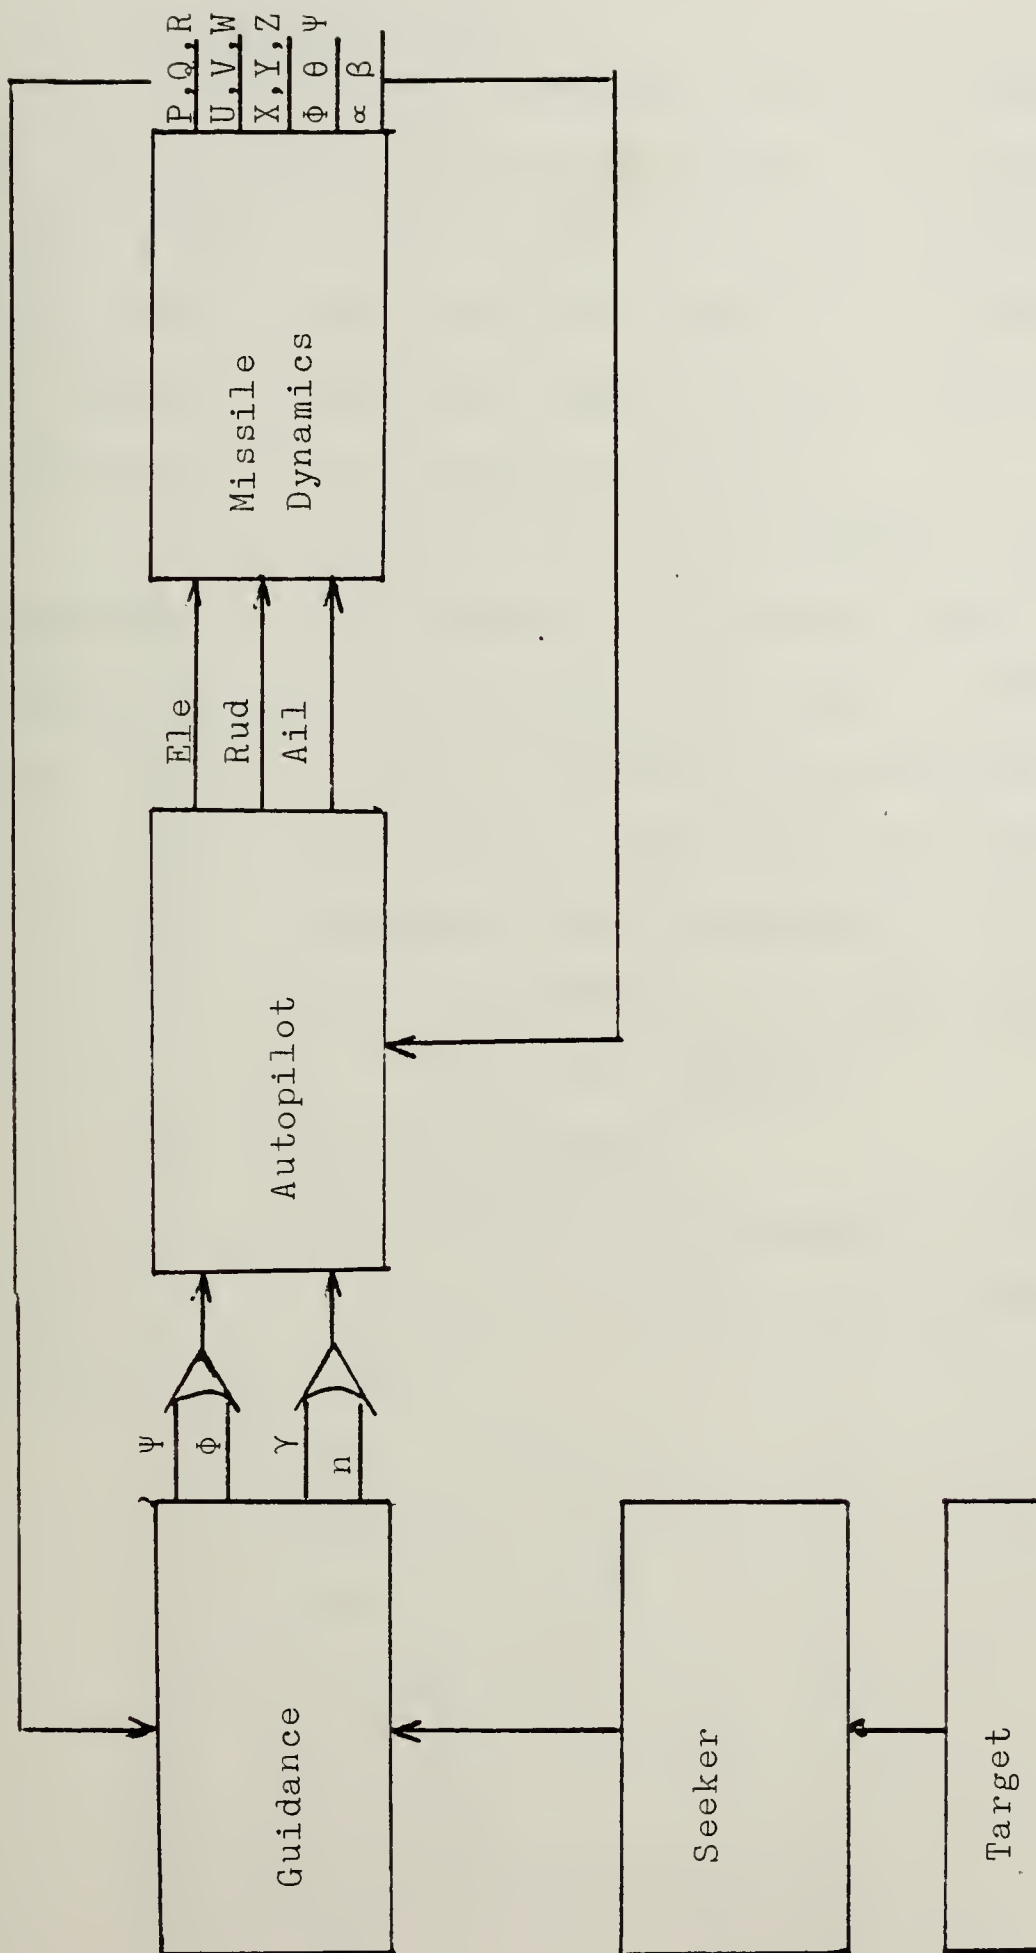 P,Q,R
U,V,W
X,Y,Z
Φ θ Ψ
∝ β
Missile
Dynamics
Ele
Rud
Ail
Autopilot
Ψ
Φ
γ
n
Guidance
Seeker
Target